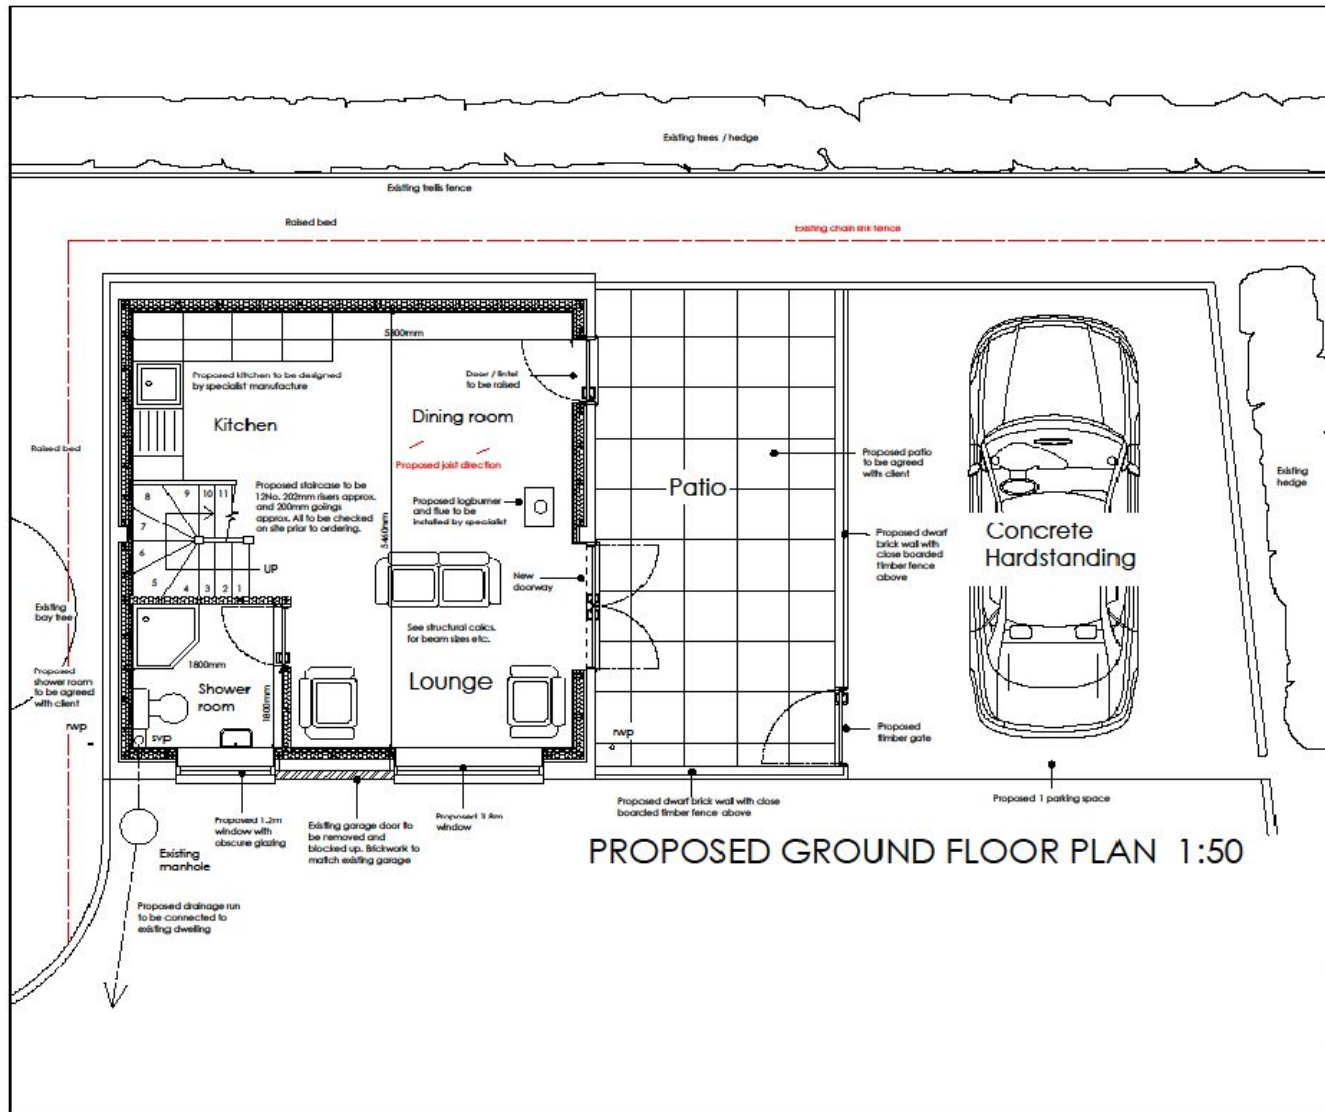 Existing trees / hedge
Existing trellis fence
Raised bed
Existing chain link fence
5300mm
Proposed kitchen to be designed
by specialist manufacture
Door / lintel
to be raised
Kitchen
Dining room
Raised bed
Proposed joist direction
Proposed patio
to be agreed
with client
Existing
hedge
Patio
8
9
10
11
7
6
5
4
3
2
1
Proposed staircase to be
12No. 202mm risers approx.
and 200mm goings
approx. All to be checked
on site prior to ordering.
5460mm
Proposed logburner
and flue to be
installed by specialist
Proposed dwarf
brick wall with
close boarded
timber fence
above
Concrete
Hardstanding
UP
New
doorway
Existing
bay tree
See structural calcs.
for beam sizes etc.
1800mm
Proposed
shower room
to be agreed
with client
Shower
room
1800mm
Lounge
rwp
svp
rwp
Proposed
timber gate
Proposed 1 parking space
Proposed 1.2m
window with
obscure glazing
Existing garage door to
be removed and
blocked up. Brickwork to
match existing garage
Proposed 1.8m
window
Proposed dwarf brick wall with close
boarded timber fence above
Existing
manhole
PROPOSED GROUND FLOOR PLAN 1:50
Proposed drainage run
to be connected to
existing dwelling